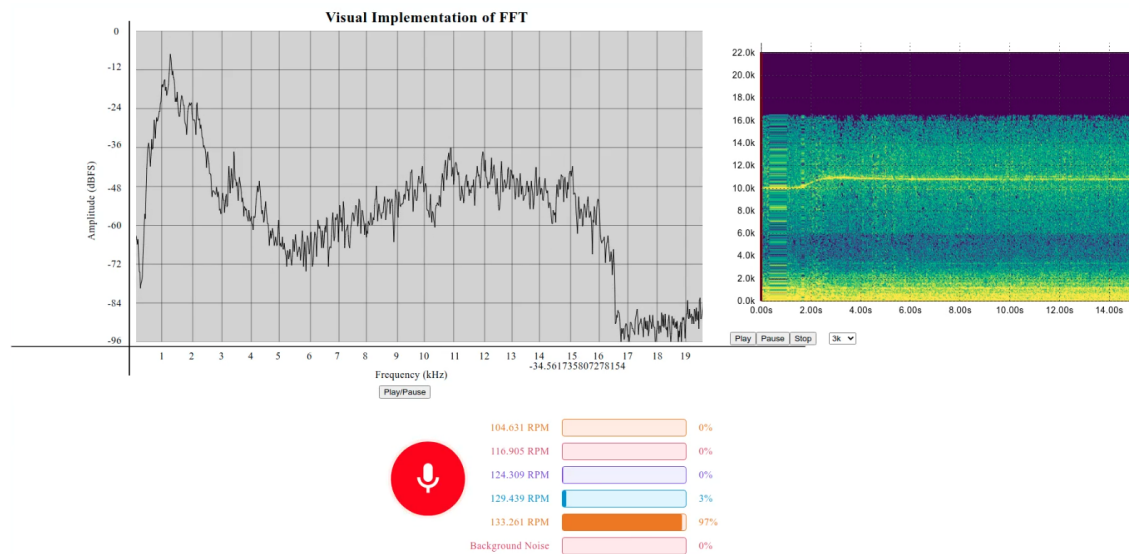 Visual Implementation of FFT
0
-12
-24
-36
-48
-60
-72
-84
-96
Amplitude (dBFS)
1 2 3 4 5 6 7 8 9 10 11 12 13 14 15 16 17 18 19
Frequency (kHz)
-34.561735807278154
Play/Pause
22.0k
20.0k
18.0k
16.0k
14.0k
12.0k
10.0k
8.0k
6.0k
4.0k
2.0k
0.0k
0.00s 2.00s 4.00s 6.00s 8.00s 10.00s 12.00s 14.00s
Play Pause Stop 3k
104.631 RPM 0%
116.905 RPM 0%
124.309 RPM 0%
129.439 RPM 3%
133.261 RPM 97%
Background Noise 0%